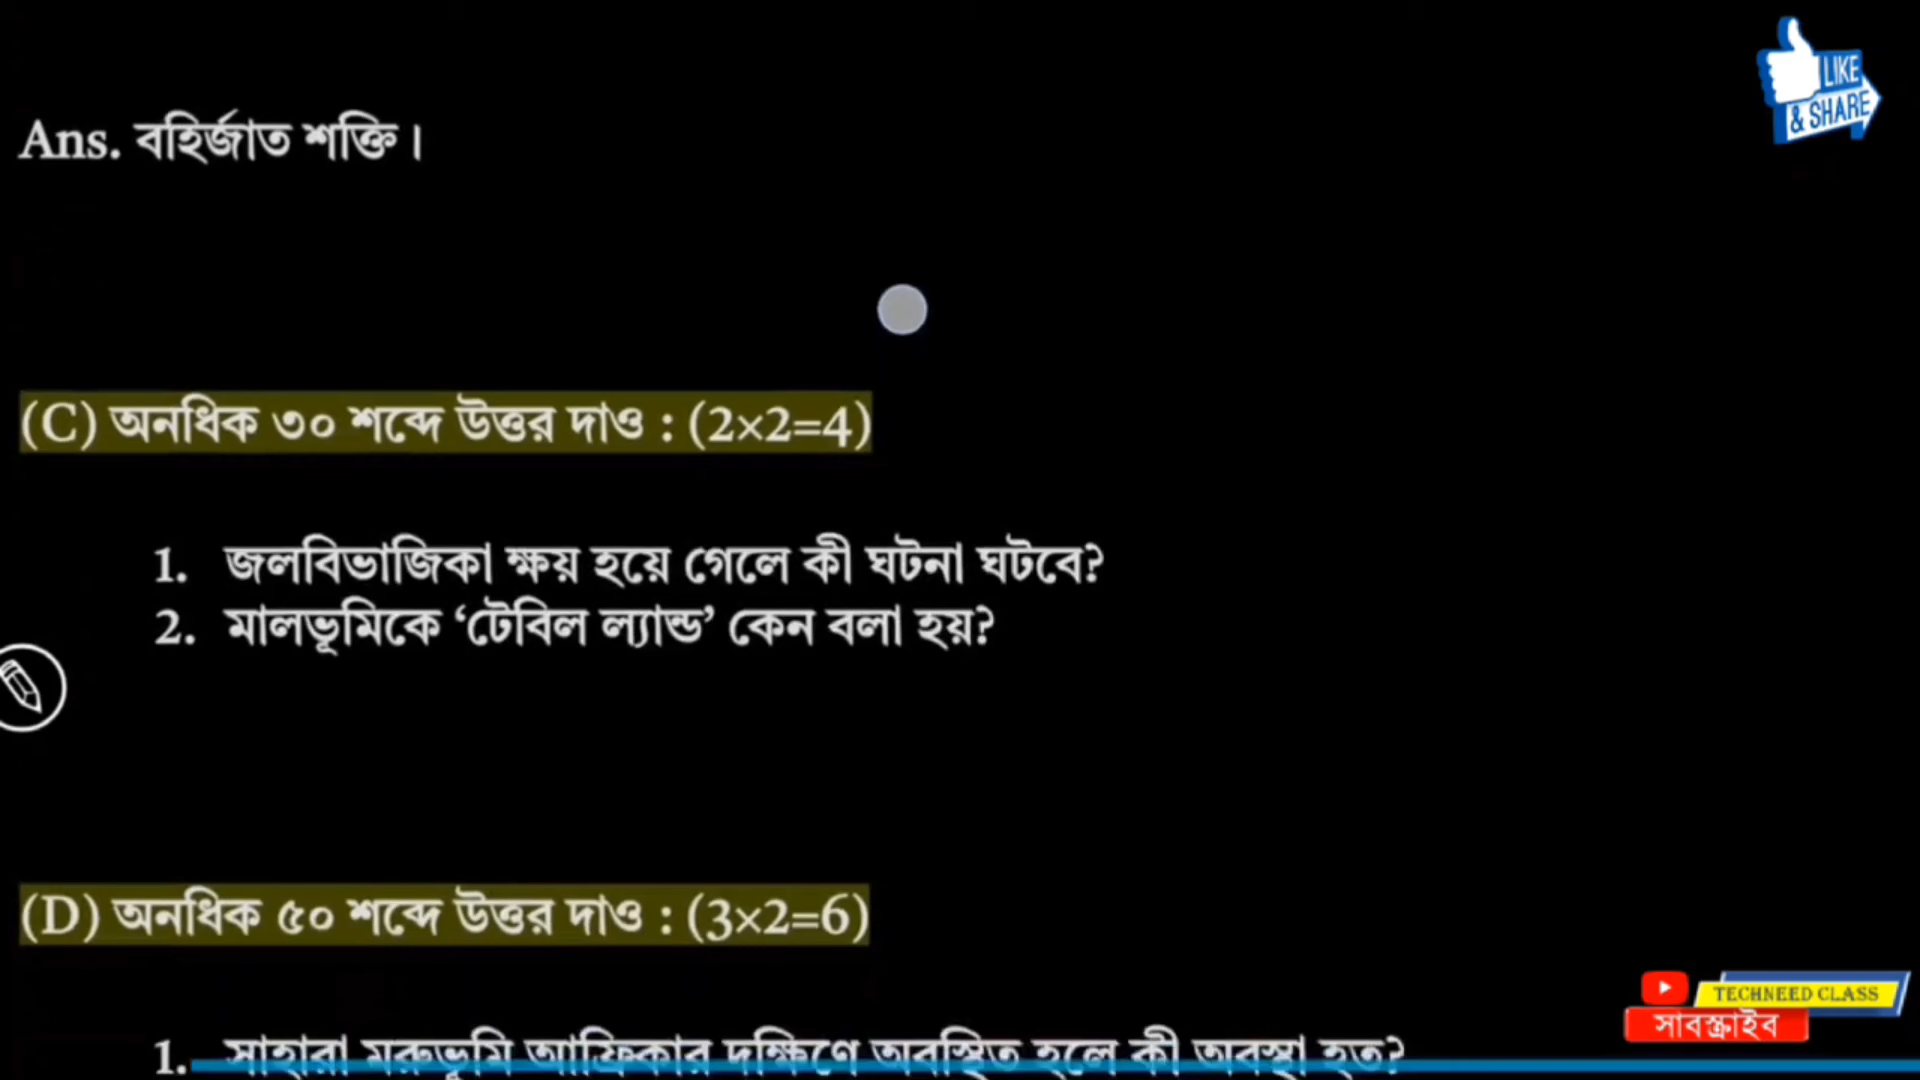 LIKE
& SHARE
Ans. বহির্জাত শক্তি।
(C) অনধিক ৩০ শব্দে উত্তর দাও : (2×2=4)
1. জলবিভাজিকা ক্ষয় হয়ে গেলে কী ঘটনা ঘটবে?
2. মালভূমিকে ‘টেবিল ল্যান্ড’ কেন বলা হয়?
(D) অনধিক ৫০ শব্দে উত্তর দাও : (3×2=6)
TECHNEED CLASS
সাবস্ক্রাইব
1. সাহারা মরুভূমি আফ্রিকার দক্ষিণে অবস্থিত হলে কী অবস্থা হত?